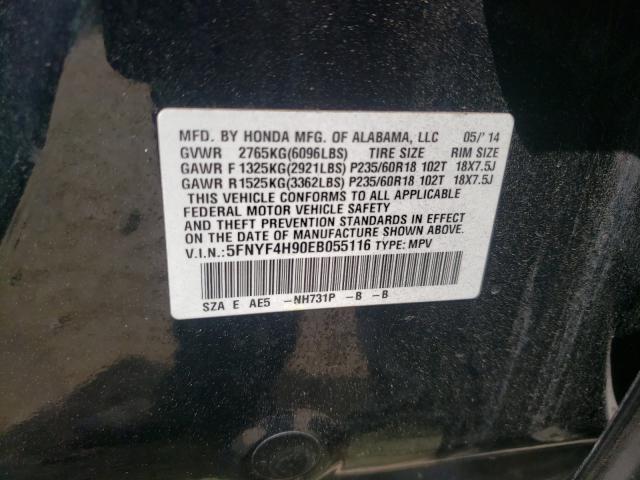 MFD. BY HONDA MFG. OF ALABAMA, LLC 05/'14
GVWR 2765KG(6096LBS) TIRE SIZE RIM SIZE
GAWR F 1325KG(2921LBS) P235/60R18 102T 18X7.5J
GAWR R1525KG(3362LBS) P235/60R18 102T 18X7.5J
THIS VEHICLE CONFORMS TO ALL APPLICABLE
FEDERAL MOTOR VEHICLE SAFETY
AND THEFT PREVENTION STANDARDS IN EFFECT
ON THE DATE OF MANUFACTURE SHOWN ABOVE.
V.I.N.: 5FNYF4H90EB055116 TYPE: MPV
SZA E AE5 -NH731P -B -B